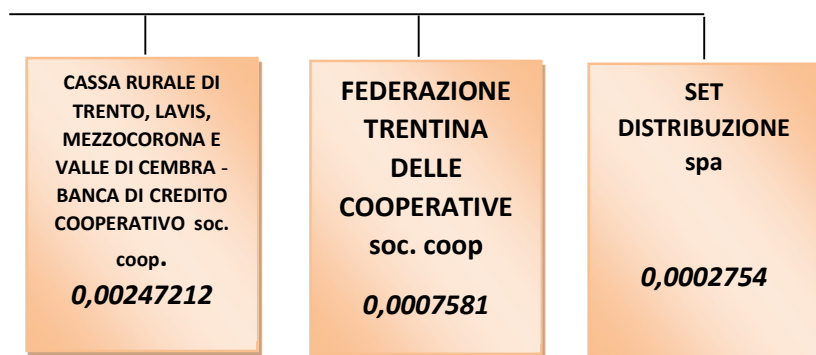 CASSA RURALE DI
TRENTO, LAVIS,
MEZZOCORONA E
VALLE DI CEMBRA -
BANCA DI CREDITO
COOPERATIVO soc.
coop.
0,00247212
FEDERAZIONE
TRENTINA
DELLE
COOPERATIVE
soc. coop
0,0007581
SET
DISTRIBUZIONE
spa
0,0002754